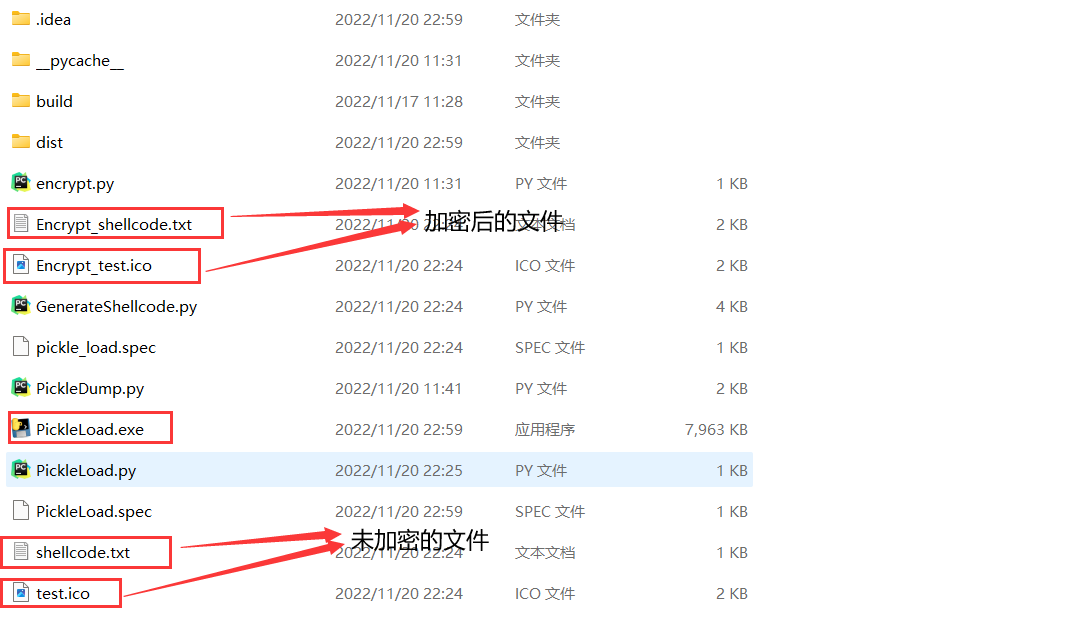 .idea 2022/11/20 22:59 文件夹
__pycache__ 2022/11/20 11:31 文件夹
build 2022/11/17 11:28 文件夹
dist 2022/11/20 22:59 文件夹
encrypt.py 2022/11/20 11:31 PY 文件 1 KB
Encrypt_shellcode.txt 2022/11/20 加密后的文件 文本文档 2 KB
Encrypt_test.ico 2022/11/20 22:24 ICO 文件 2 KB
GenerateShellcode.py 2022/11/20 22:24 PY 文件 4 KB
pickle_load.spec 2022/11/20 22:24 SPEC 文件 1 KB
PickleDump.py 2022/11/20 11:41 PY 文件 2 KB
PickleLoad.exe 2022/11/20 22:59 应用程序 7,963 KB
PickleLoad.py 2022/11/20 22:25 PY 文件 1 KB
PickleLoad.spec 2022/11/20 22:59 SPEC 文件 1 KB
未加密的文件
shellcode.txt 2022/11/20 22:24 文本文档 1 KB
test.ico 2022/11/20 22:24 ICO 文件 2 KB